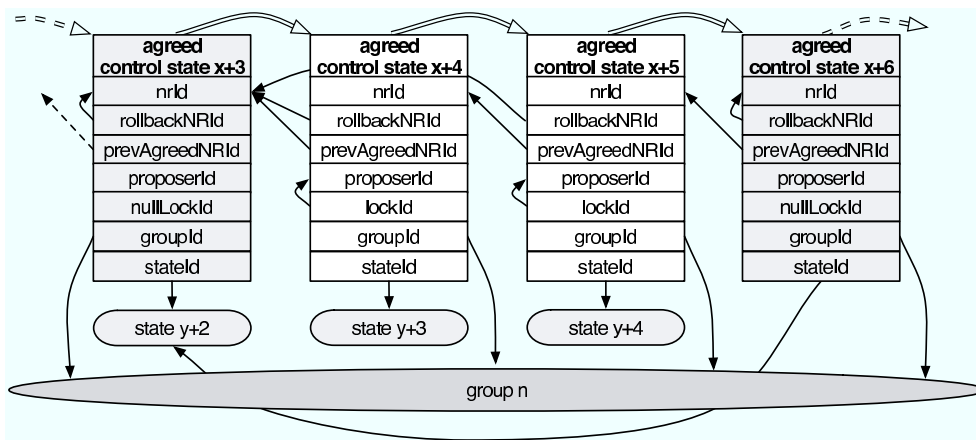 agreed
control state x+3
nrId
rollbackNRId
prevAgreedNRId
proposerId
nullLockId
groupId
stateId
state y+2
agreed
control state x+4
nrId
rollbackNRId
prevAgreedNRId
proposerId
lockId
groupId
stateId
state y+3
agreed
control state x+5
nrId
rollbackNRId
prevAgreedNRId
proposerId
lockId
groupId
stateId
state y+4
agreed
control state x+6
nrId
rollbackNRId
prevAgreedNRId
proposerId
nullLockId
groupId
stateId
group n